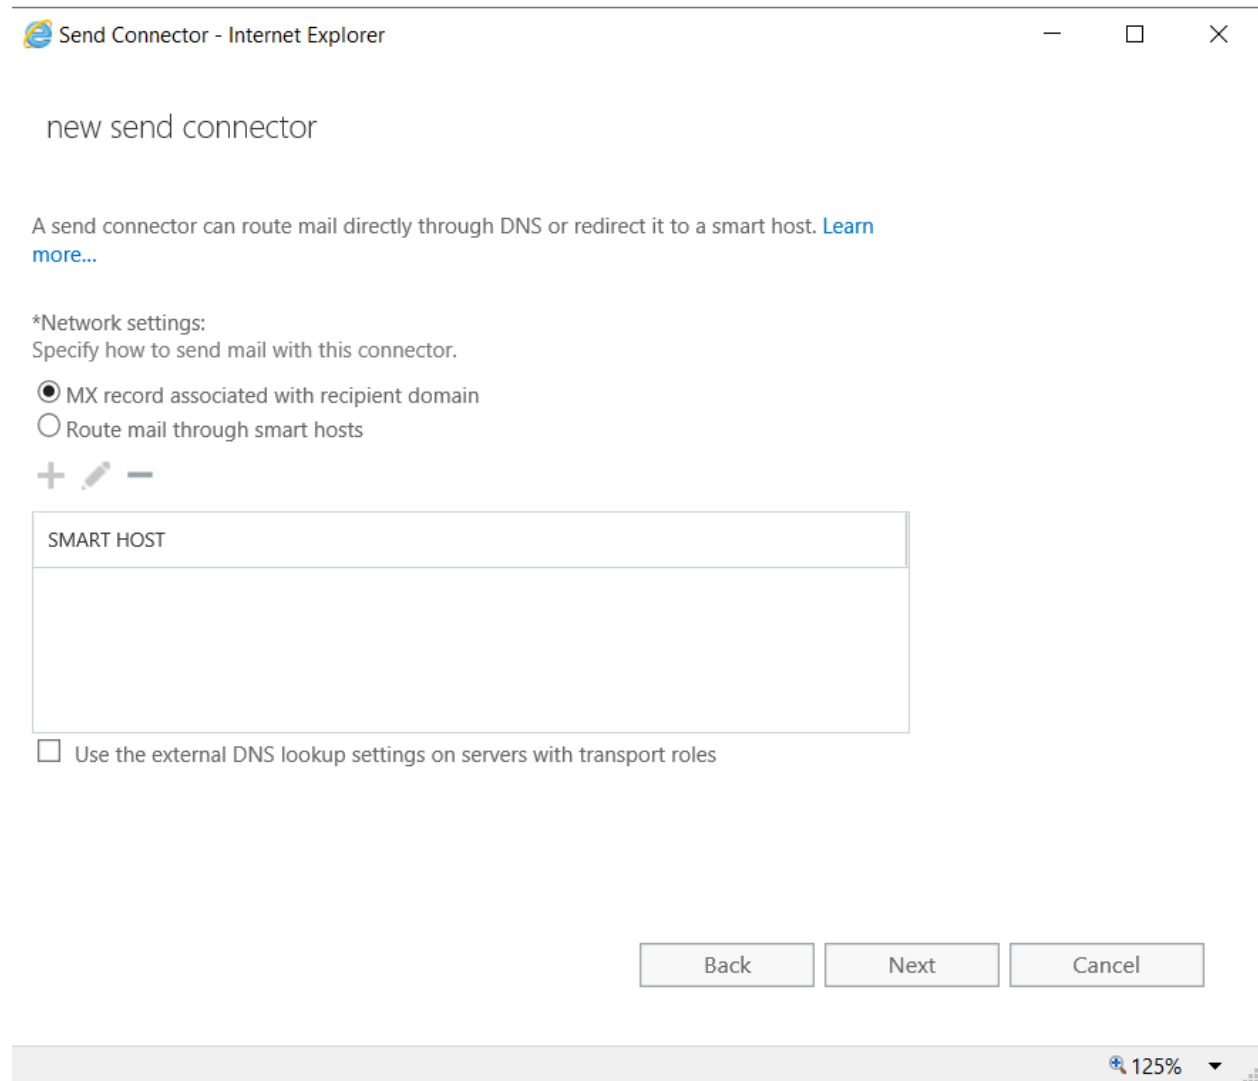 Send Connector - Internet Explorer
new send connector
A send connector can route mail directly through DNS or redirect it to a smart host. Learn
more...
*Network settings:
Specify how to send mail with this connector.
MX record associated with recipient domain
Route mail through smart hosts
SMART HOST
Use the external DNS lookup settings on servers with transport roles
Back
Next
Cancel
125%